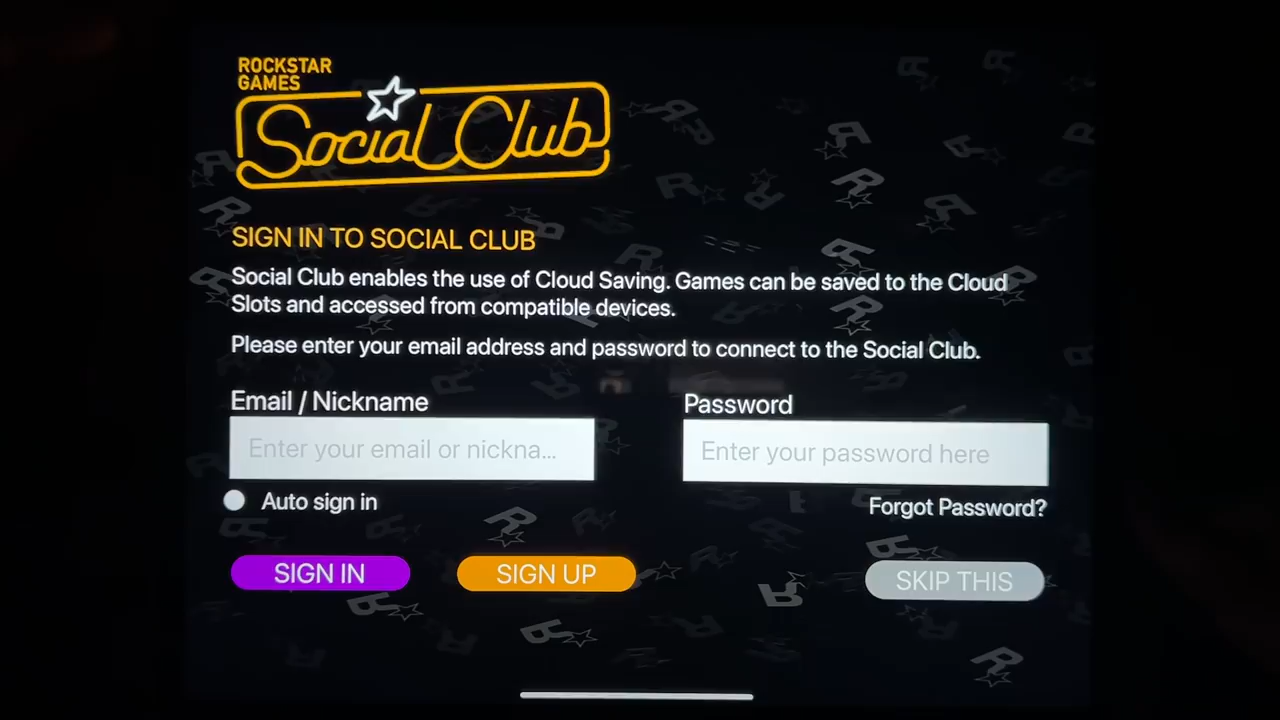 ROCKSTAR
GAMES
Social Club
SIGN IN TO SOCIAL CLUB
Social Club enables the use of Cloud Saving. Games can be saved to the Cloud
Slots and accessed from compatible devices.
Please enter your email address and password to connect to the Social Club.
Email / Nickname
Password
Enter your email or nickna...
Enter your password here
Auto sign in
Forgot Password?
SIGN IN
SIGN UP
SKIP THIS